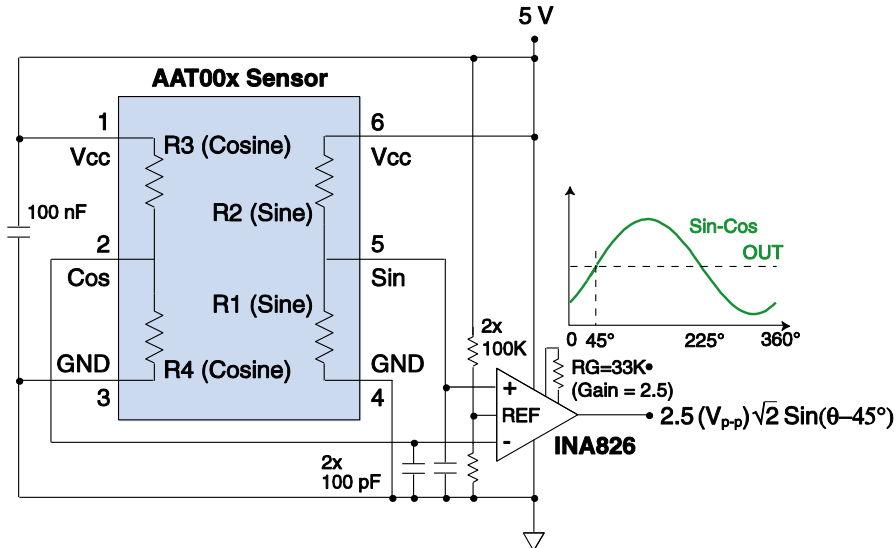 5 V
AAT00x Sensor
1
Vcc
R3 (Cosine)
6
Vcc
100 nF
R2 (Sine)
2
Cos
5
Sin
R1 (Sine)
GND
3
R4 (Cosine)
GND
4
2x
100K
+
REF
-
INA826
2x
100 pF
RG=33K•
(Gain = 2.5)
Sin-Cos
OUT
0 45° 225° 360°
2.5 (Vp-p) √2 Sin(θ–45°)